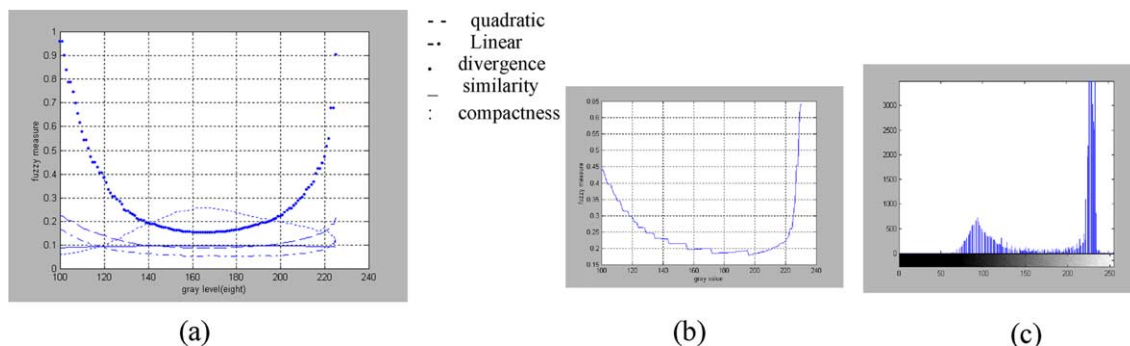 1
0.9
0.8
0.7
0.6
0.5
0.4
0.3
0.2
0.1
0
fuzzy measure
100 120 140 160 180 200 220 240
gray level(eight)
-- quadratic
-• Linear
• divergence
_ similarity
: compactness
0.65
0.6
0.55
0.5
0.45
0.4
0.35
0.3
0.25
0.2
0.15
fuzzy measure
100 120 140 160 180 200 220 240
gray value
3000
2500
2000
1500
1000
500
0
0 50 100 150 200 250
(a) (b) (c)